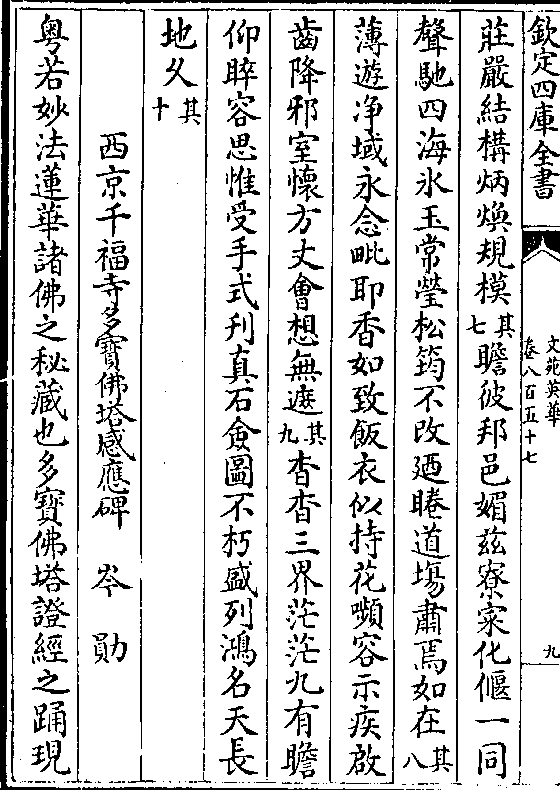 欽定四庫全書
文苑英華
卷八百五十七
九
莊嚴結構炳煥規模其七瞻彼邦邑媚兹寮寀化偃一同
聲馳四海氷玉常瑩松筠不改廼睠道塲肅焉如在其八
薄遊净域永念毗耶香如致飯衣似持花嚬容示疾啟
齒降邪室懷方丈會想無遮其九杳杳三界茫茫九有瞻
仰睟容思惟受手式刋真石僉圖不朽盛列鴻名天長
地久其十
西京千福寺多寶佛塔感應碑　岑勛
粤若妙法蓮華諸佛之秘藏也多寶佛塔證經之踊現